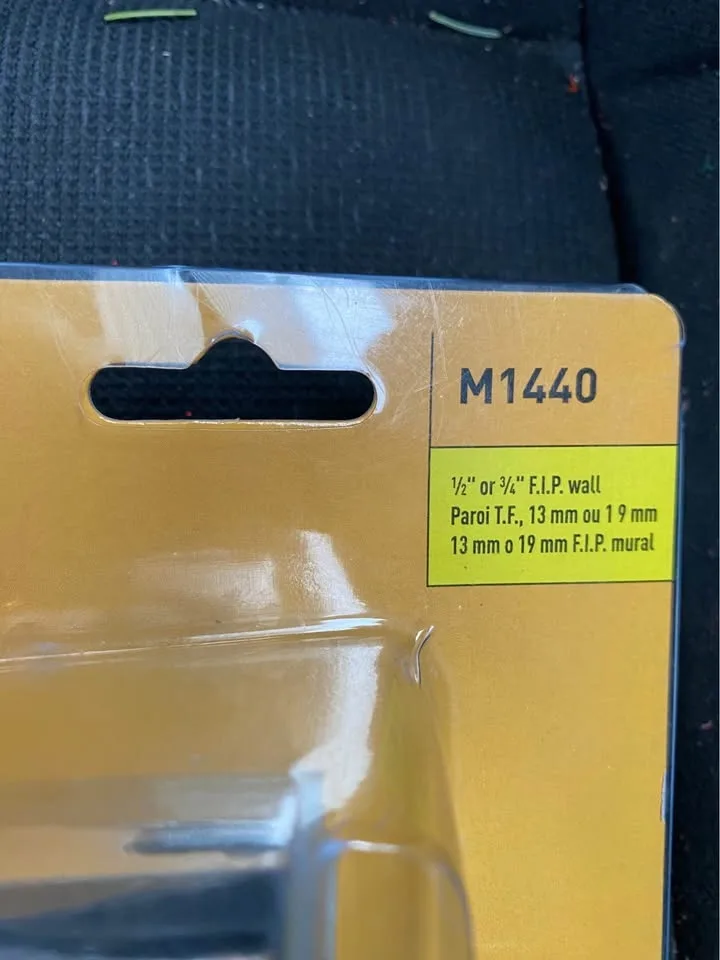 M1440
½" or ¾" F.I.P. wall
Paroi T.F., 13 mm ou 1 9 mm
13 mm o 19 mm F.I.P. mural